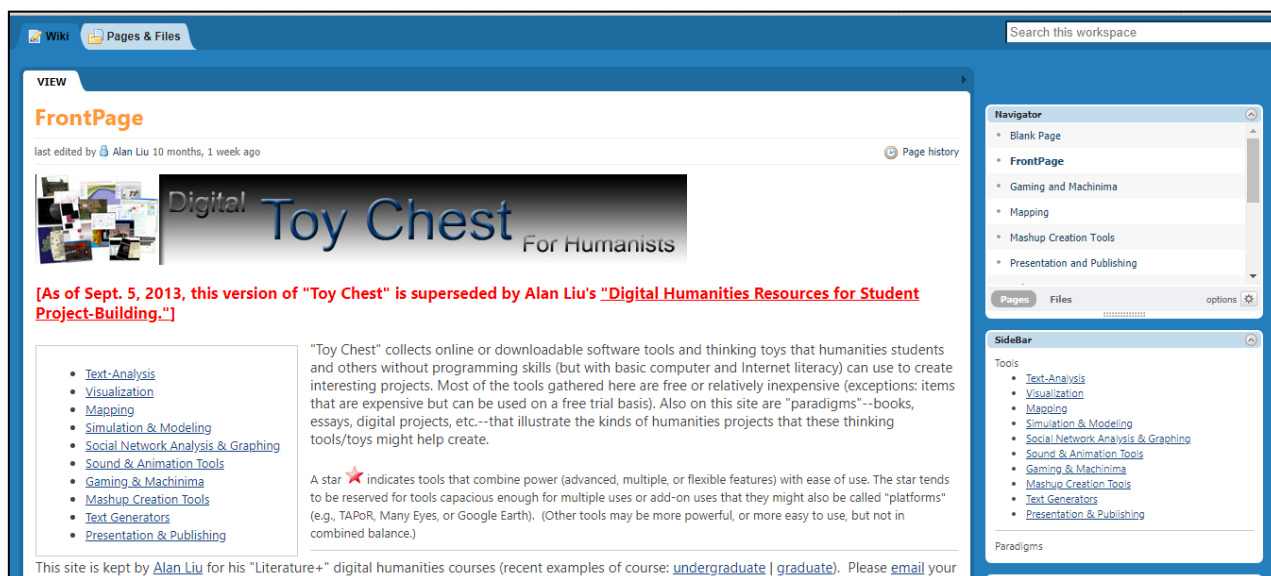 Wiki
Pages & Files
Search this workspace
VIEW
FrontPage
last edited by Alan Liu 10 months, 1 week ago
Page history
Digital Toy Chest For Humanists
[As of Sept. 5, 2013, this version of "Toy Chest" is superseded by Alan Liu's "Digital Humanities Resources for Student
Project-Building."]
Text-Analysis
Visualization
Mapping
Simulation & Modeling
Social Network Analysis & Graphing
Sound & Animation Tools
Gaming & Machinima
Mashup Creation Tools
Text Generators
Presentation & Publishing
"Toy Chest" collects online or downloadable software tools and thinking toys that humanities students
and others without programming skills (but with basic computer and Internet literacy) can use to create
interesting projects. Most of the tools gathered here are free or relatively inexpensive (exceptions: items
that are expensive but can be used on a free trial basis). Also on this site are "paradigms"--books,
essays, digital projects, etc.--that illustrate the kinds of humanities projects that these thinking
tools/toys might help create.
A star indicates tools that combine power (advanced, multiple, or flexible features) with ease of use. The star tends
to be reserved for tools capacious enough for multiple uses or add-on uses that they might also be called "platforms"
(e.g., TAPoR, Many Eyes, or Google Earth). (Other tools may be more powerful, or more easy to use, but not in
combined balance.)
This site is kept by Alan Liu for his "Literature+" digital humanities courses (recent examples of course: undergraduate | graduate). Please email your
Navigator
Blank Page
FrontPage
Gaming and Machinima
Mapping
Mashup Creation Tools
Presentation and Publishing
Pages
Files
options
SideBar
Tools
Text-Analysis
Visualization
Mapping
Simulation & Modeling
Social Network Analysis & Graphing
Sound & Animation Tools
Gaming & Machinima
Mashup Creation Tools
Text Generators
Presentation & Publishing
Paradigms